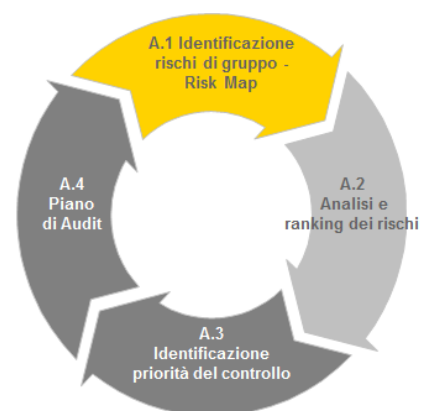 A.1 Identificazione
rischi di gruppo -
Risk Map
A.2
Analisi e
ranking dei rischi
A.3
Identificazione
priorità del controllo
A.4
Piano
di Audit